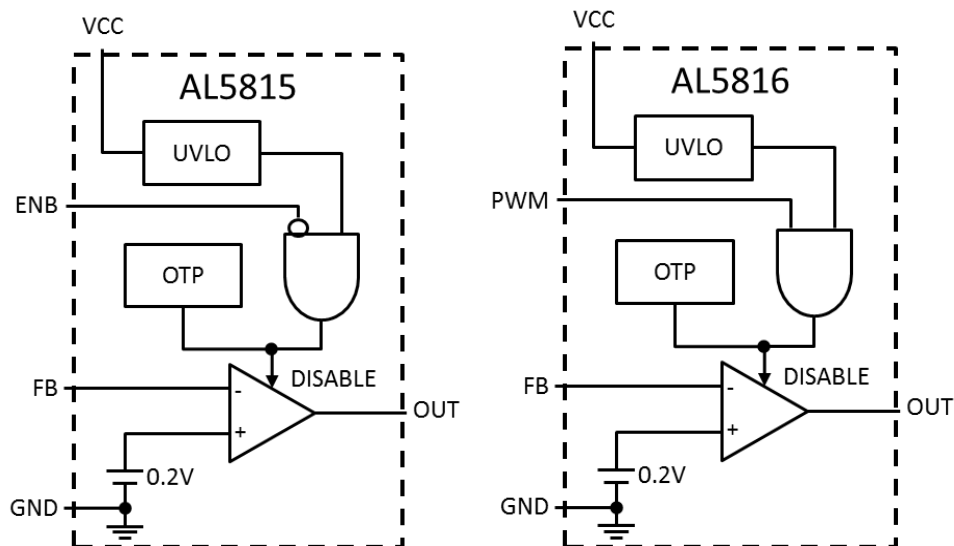 VCC
AL5815
UVLO
ENB
OTP
DISABLE
FB
-
+
OUT
0.2V
GND
VCC
AL5816
UVLO
PWM
OTP
DISABLE
FB
-
+
OUT
0.2V
GND